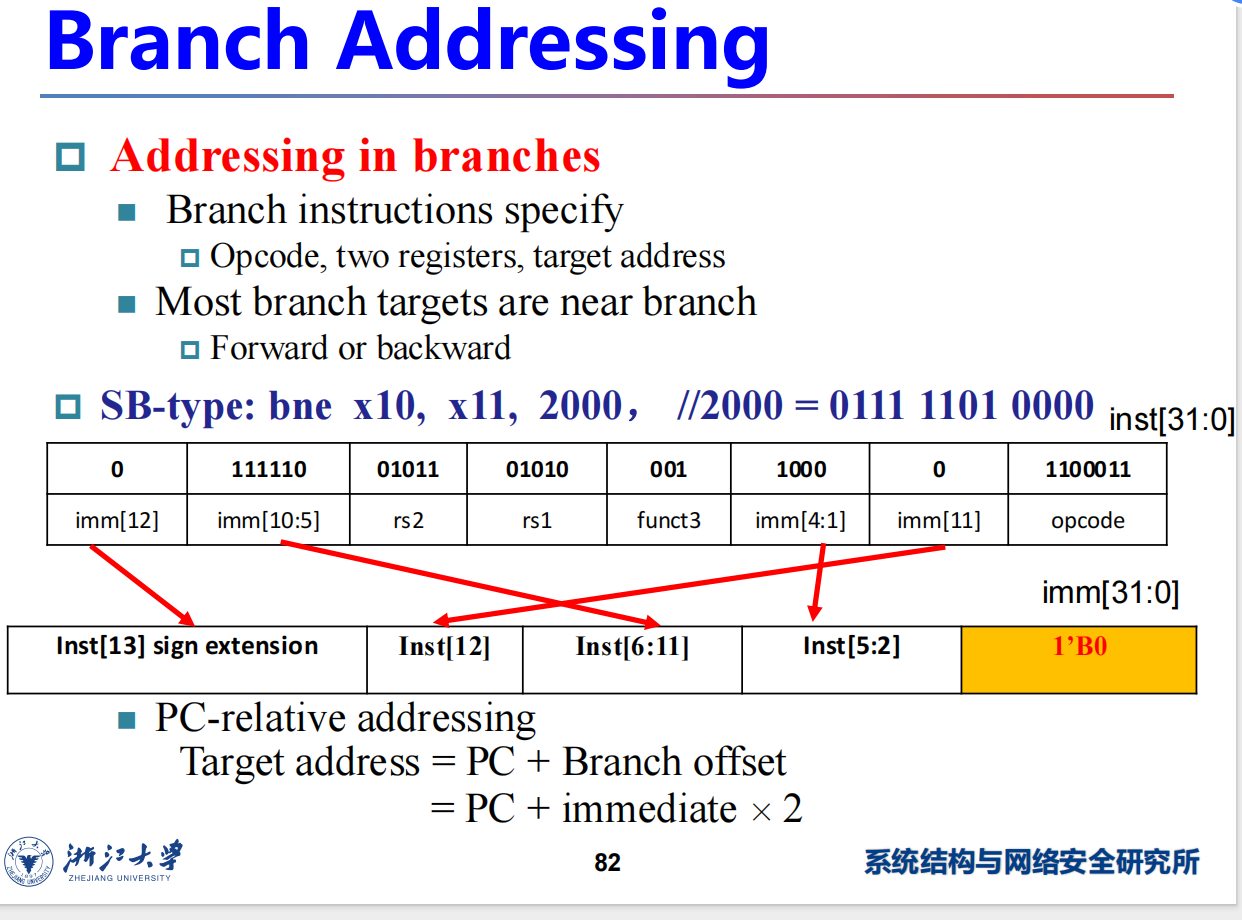 Branch Addressing
Addressing in branches
Branch instructions specify
Opcode, two registers, target address
Most branch targets are near branch
Forward or backward
SB-type: bne x10, x11, 2000， //2000 = 0111 1101 0000
inst[31:0]
0 111110 01011 01010 001 1000 0 1100011
imm[12] imm[10:5] rs2 rs1 funct3 imm[4:1] imm[11] opcode
imm[31:0]
Inst[13] sign extension Inst[12] Inst[6:11] Inst[5:2] 1’B0
PC-relative addressing
Target address = PC + Branch offset
= PC + immediate × 2
浙江大学
ZHEJIANG UNIVERSITY
82
系统结构与网络安全研究所